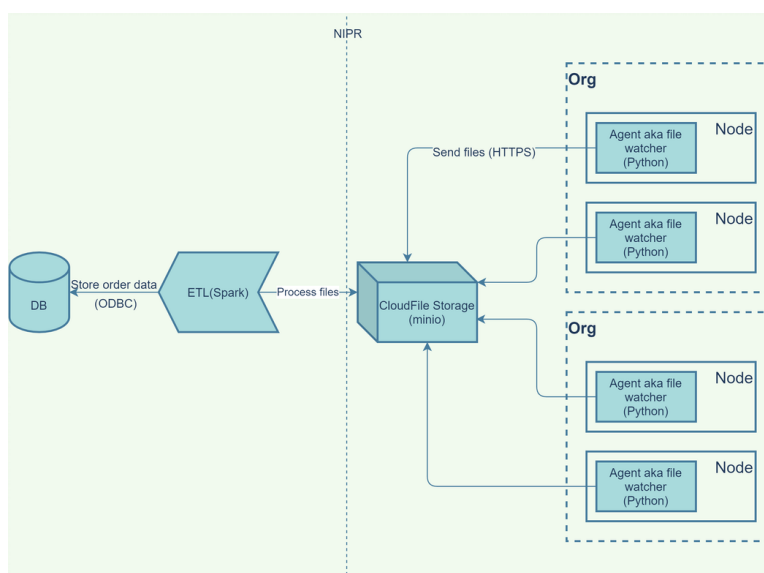 NIPR
Org
Node
Agent aka file
watcher
(Python)
Send files (HTTPS)
Node
Agent aka file
watcher
(Python)
Store order data
(ODBC)
DB
ETL(Spark)
Process files
CloudFile Storage
(minio)
Org
Node
Agent aka file
watcher
(Python)
Node
Agent aka file
watcher
(Python)